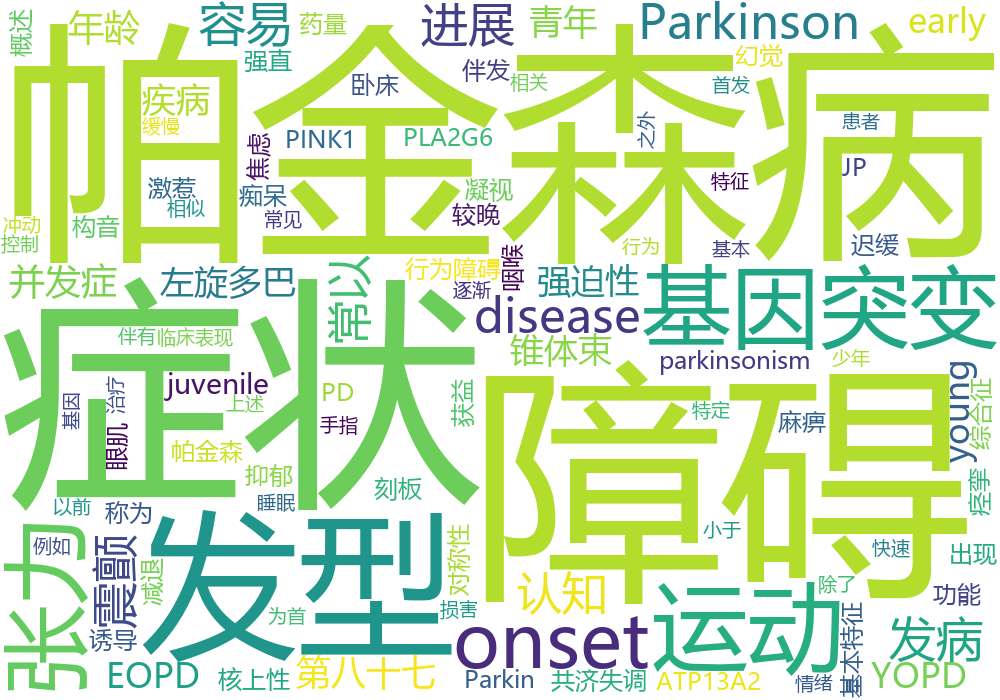 概述
年龄
容易
药量
进展
青年
Parkinson
early
帕金森病
强直
伴发
相关
幻觉
首发
疾病
卧床
之外
缓慢
PINK1
PLA2G6
患者
焦虑
激惹
痴呆
凝视
特征
JP
相似
冲动
控制
构音
常见
较晚
咽喉
行为
基本
迟缓
并发症
左旋多巴
常以
行为障碍
逐渐
强迫性
基因突变
症状
disease
障碍
伴有
临床表现
锥体束
parkinsonism
少年
juvenile
基因
治疗
上述
PD
获益
young
综合征
眼肌
手指
特定
麻痹
帕金森
抑郁
刻板
痉挛
以前
称为
睡眠
张力
例如
震颤
发型
对称性
小于
快速
出现
减退
认知
运动
除了
功能
诱导
为首
损害
onset
发病
基本特征
EOPD
核上性
第八十七
Parkin
共济失调
ATP13A2
情绪
YOPD